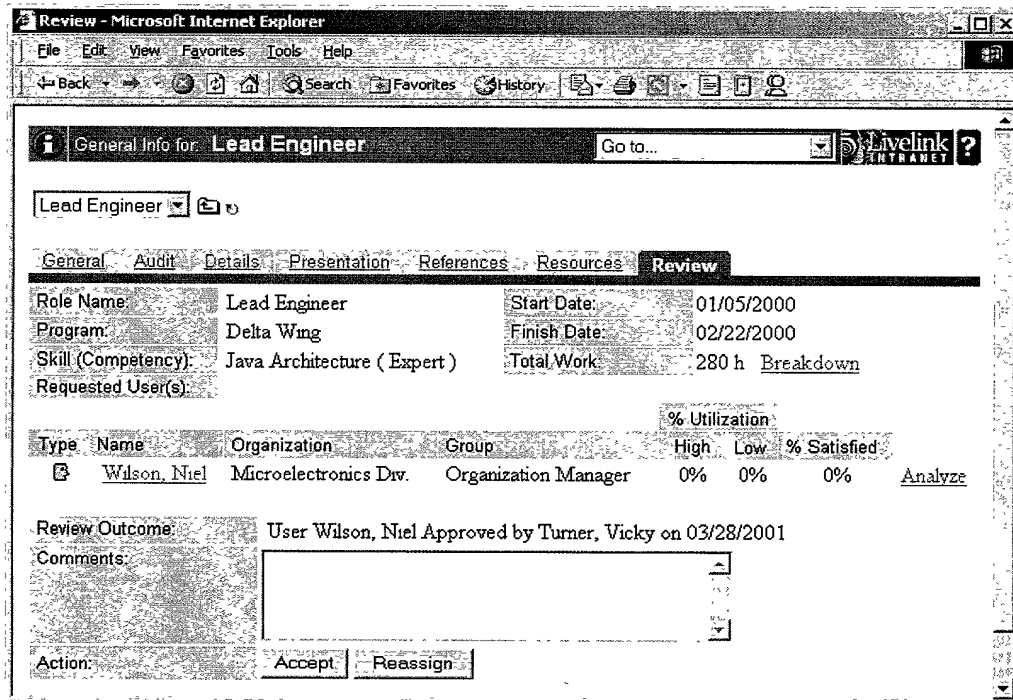 Review - Microsoft Internet Explorer
File Edit View Favorites Tools Help
Back Search Favorites History
General Info for: Lead Engineer Go to... Livelink INTRANET ?
Lead Engineer
General Audit Details Presentation References Resources Review
Role Name: Lead Engineer Start Date: 01/05/2000
Program: Delta Wing Finish Date: 02/22/2000
Skill (Competency): Java Architecture ( Expert ) Total Work: 280 h Breakdown
Requested User(s):
% Utilization
Type Name Organization Group High Low % Satisfied
Wilson, Niel Microelectronics Div. Organization Manager 0% 0% 0% Analyze
Review Outcome: User Wilson, Niel Approved by Turner, Vicky on 03/28/2001
Comments:
Action: Accept Reassign